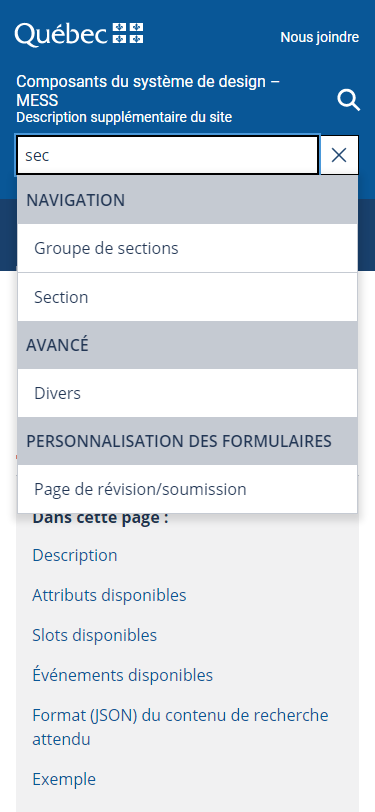 Québec
Nous joindre
Composants du système de design –
MESS
Description supplémentaire du site
sec
NAVIGATION
Groupe de sections
Section
AVANCÉ
Divers
PERSONNALISATION DES FORMULAIRES
Page de révision/soumission
Dans cette page :
Description
Attributs disponibles
Slots disponibles
Événements disponibles
Format (JSON) du contenu de recherche
attendu
Exemple